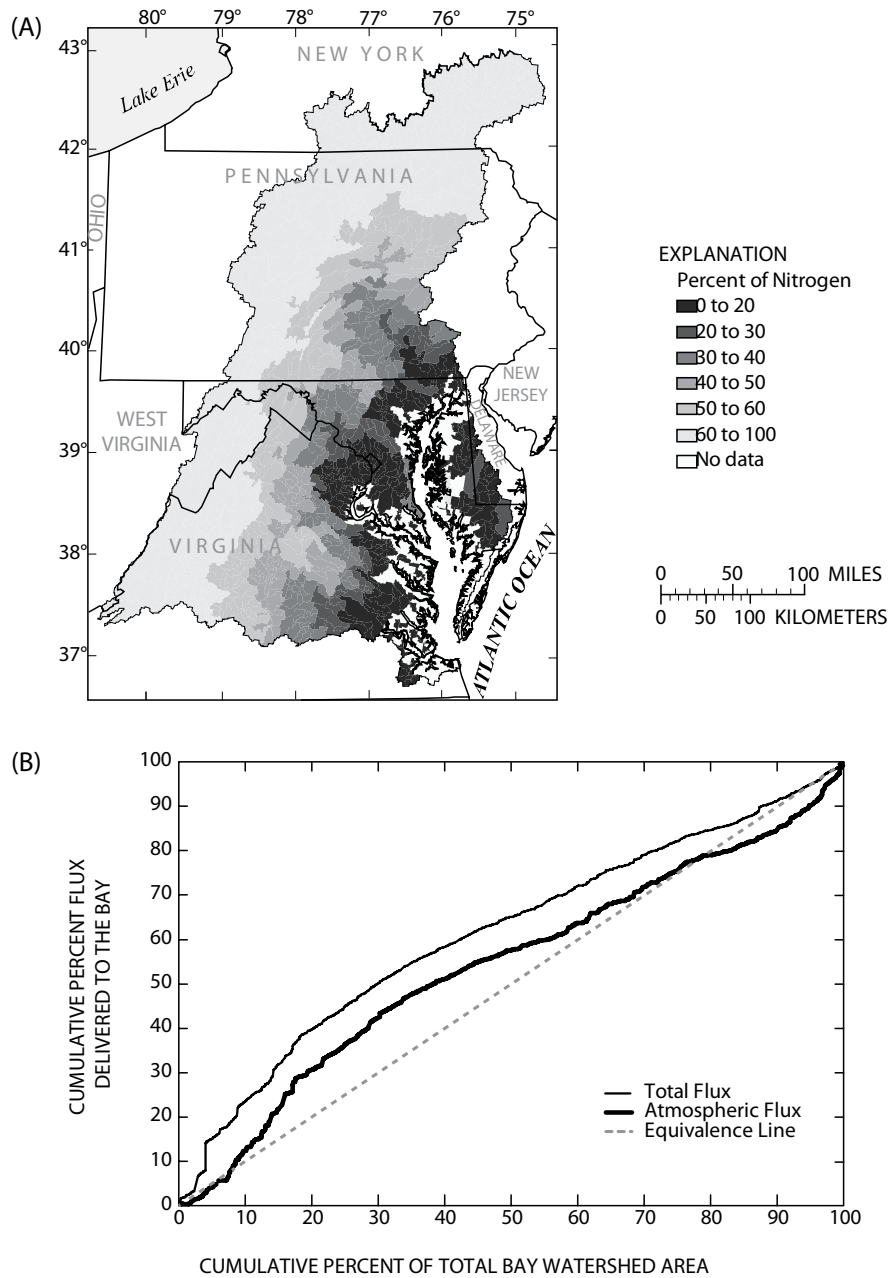 (A)
80° 79° 78° 77° 76° 75°
43°
42°
41°
40°
39°
38°
37°
Lake Erie
NEW YORK
PENNSYLVANIA
OHIO
NEW
JERSEY
DELAWARE
WEST
VIRGINIA
VIRGINIA
ATLANTIC OCEAN
EXPLANATION
Percent of Nitrogen
0 to 20
20 to 30
30 to 40
40 to 50
50 to 60
60 to 100
No data
0 50 100 MILES
0 50 100 KILOMETERS
(B)
CUMULATIVE PERCENT FLUX
DELIVERED TO THE BAY
100
90
80
70
60
50
40
30
20
10
0
Total Flux
Atmospheric Flux
Equivalence Line
0 10 20 30 40 50 60 70 80 90 100
CUMULATIVE PERCENT OF TOTAL BAY WATERSHED AREA